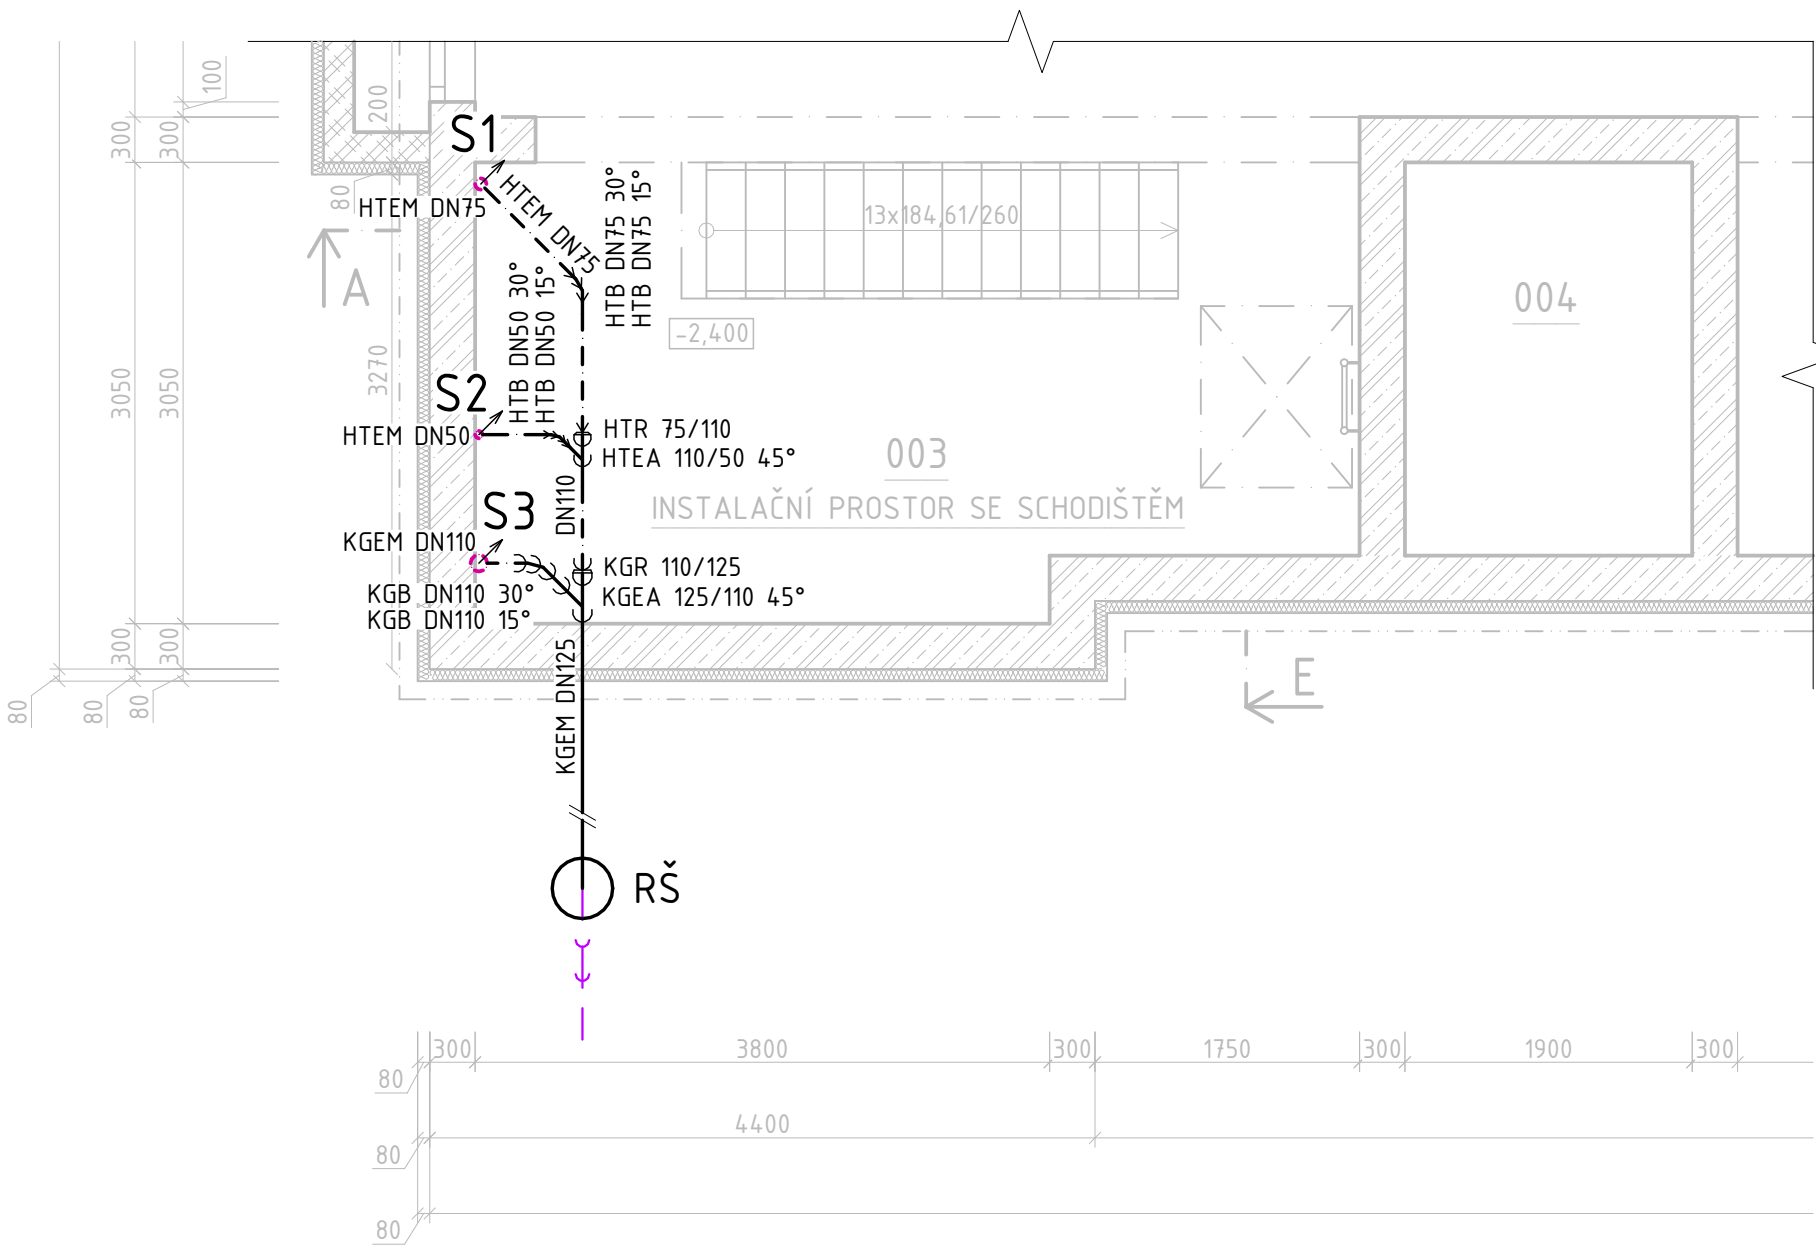 100
200
300
300
S1
80
HTEM DN75
HTEM DN75
HTB DN75 30°
HTB DN75 15°
13x184,61/260
A
004
-2,400
HTB DN50 30°
HTB DN50 15°
3050
3050
3270
S2
HTEM DN50
HTR 75/110
HTEA 110/50 45°
003
INSTALAČNÍ PROSTOR SE SCHODIŠTĚM
DN110
S3
KGEM DN110
KGR 110/125
KGEA 125/110 45°
KGB DN110 30°
KGB DN110 15°
300
300
KGEM DN125
E
80
80
80
RŠ
300
3800
300
1750
300
1900
300
80
4400
80
80